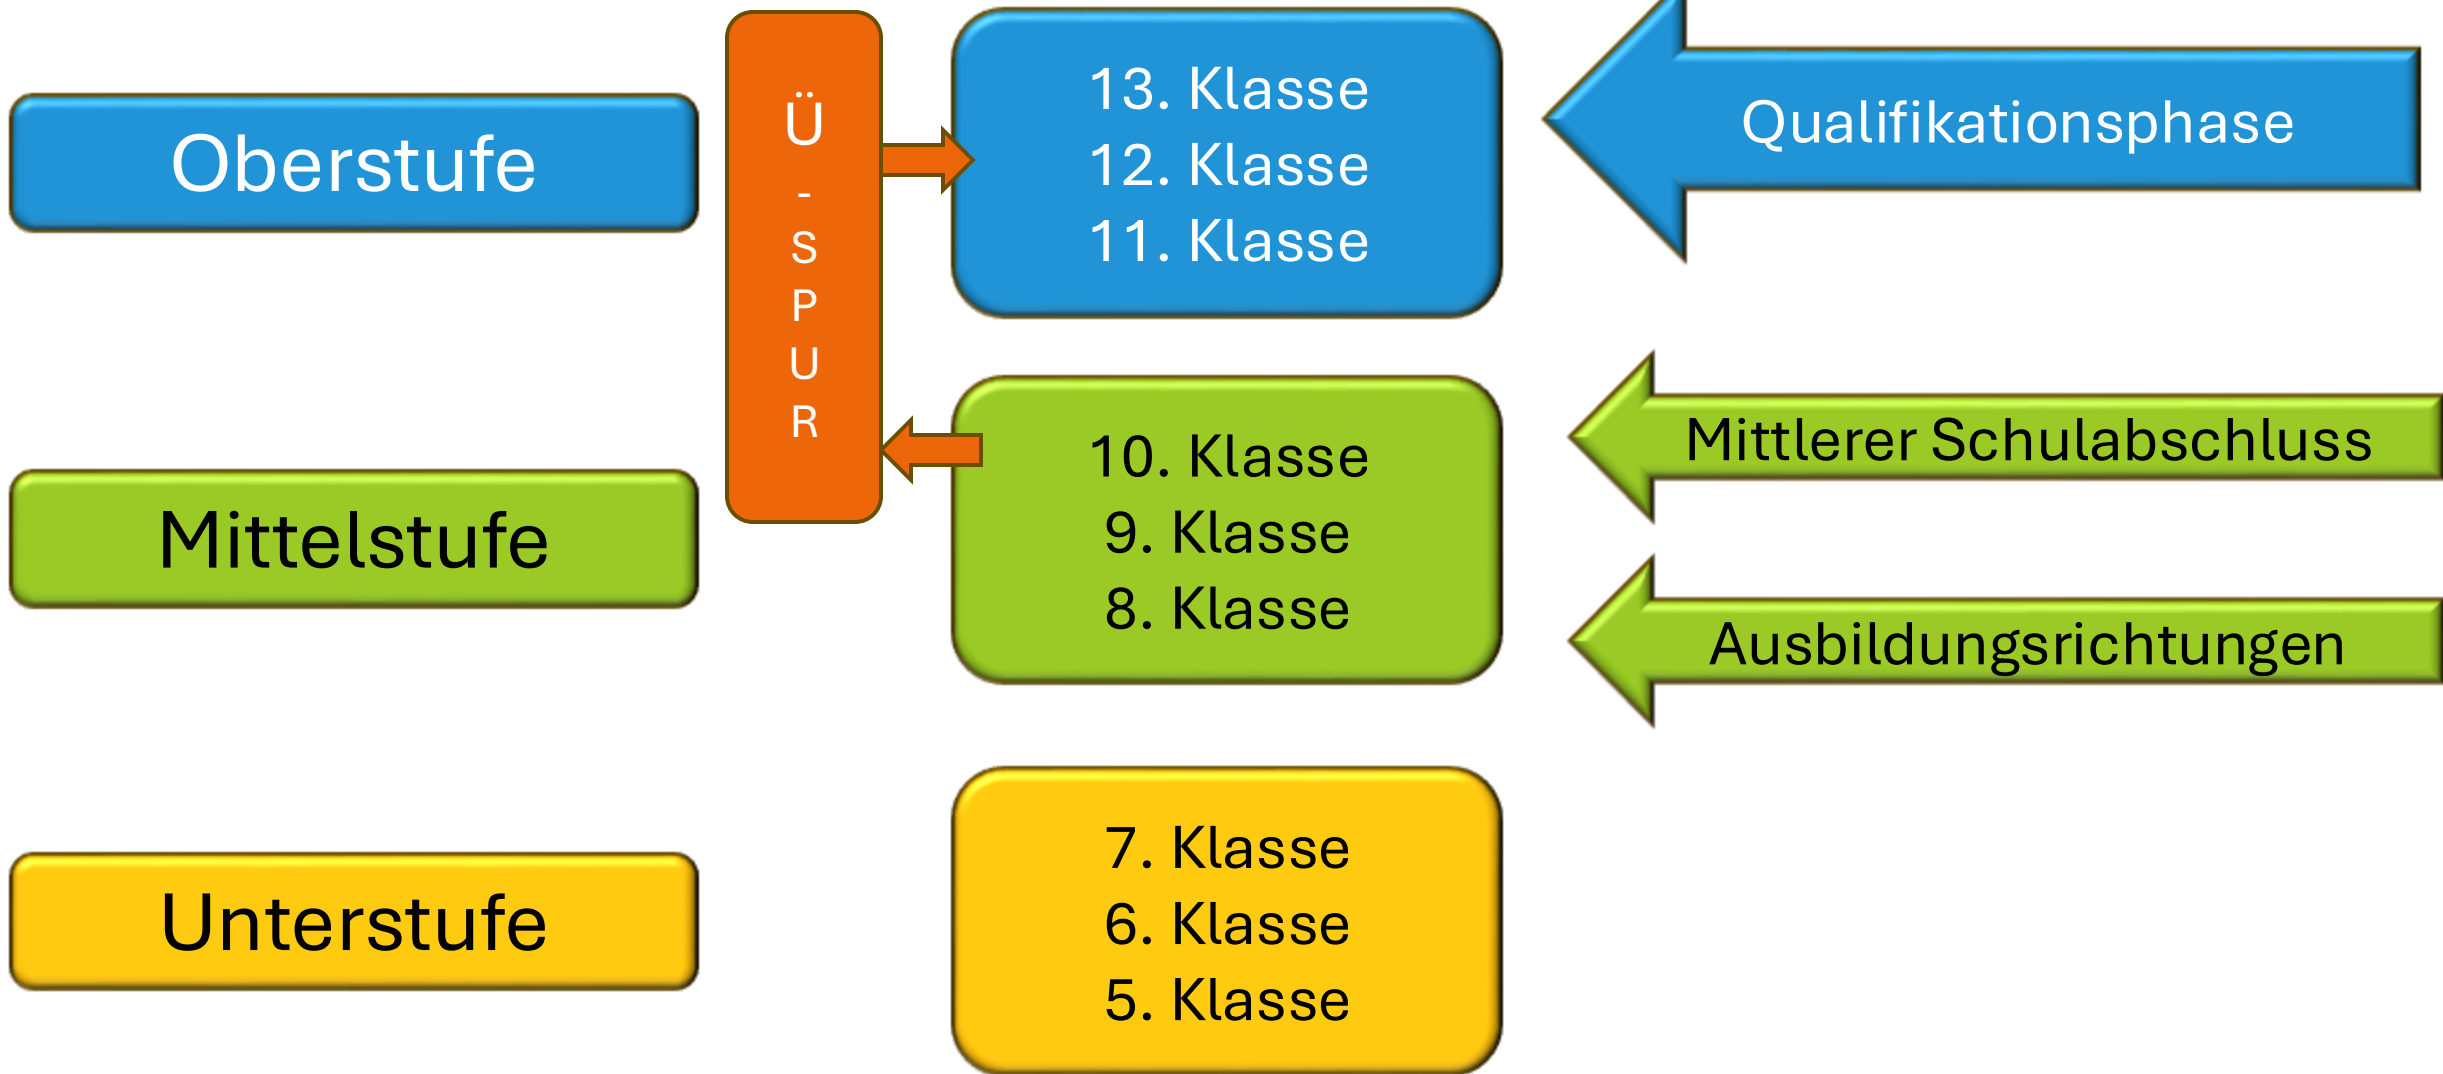 Oberstufe
Ü
-
S
P
U
R
13. Klasse
12. Klasse
11. Klasse
Qualifikationsphase
Mittelstufe
10. Klasse
9. Klasse
8. Klasse
Mittlerer Schulabschluss
Ausbildungsrichtungen
Unterstufe
7. Klasse
6. Klasse
5. Klasse